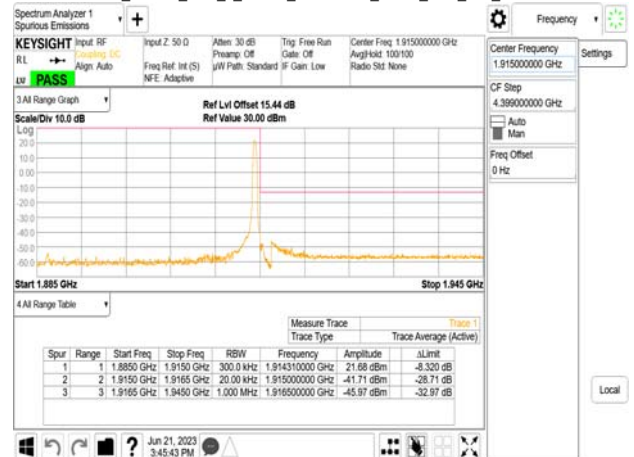 Spectrum Analyzer 1
Spurious Emissions
+
Frequency
KEYSIGHT Input: RF Input Z: 50 Ω Atten: 30 dB Trig: Free Run Center Freq: 1.915000000 GHz
RL Coupling: DC Preamp: Off Gate: Off Avg|Hold: 100/100
Align: Auto Freq Ref: Int (S) µW Path: Standard IF Gain: Low Radio Std: None
NFE: Adaptive
PASS
Center Frequency
1.915000000 GHz
Settings
CF Step
4.399000000 GHz
Auto
Man
Freq Offset
0 Hz
3 All Range Graph
Ref Lvl Offset 15.44 dB
Scale/Div 10.0 dB Ref Value 30.00 dBm
Log
20.0
10.0
0.00
-10.0
-20.0
-30.0
-40.0
-50.0
-60.0
Start 1.885 GHz Stop 1.945 GHz
4 All Range Table
Measure Trace Trace 1
Trace Type Trace Average (Active)
Spur Range Start Freq Stop Freq RBW Frequency Amplitude ΔLimit
1 1 1.8850 GHz 1.9150 GHz 300.0 kHz 1.914310000 GHz 21.68 dBm -8.320 dB
2 2 1.9150 GHz 1.9165 GHz 20.00 kHz 1.915000000 GHz -41.71 dBm -28.71 dB
3 3 1.9165 GHz 1.9450 GHz 1.000 MHz 1.916500000 GHz -45.97 dBm -32.97 dB
Local
?
Jun 21, 2023
3:45:43 PM